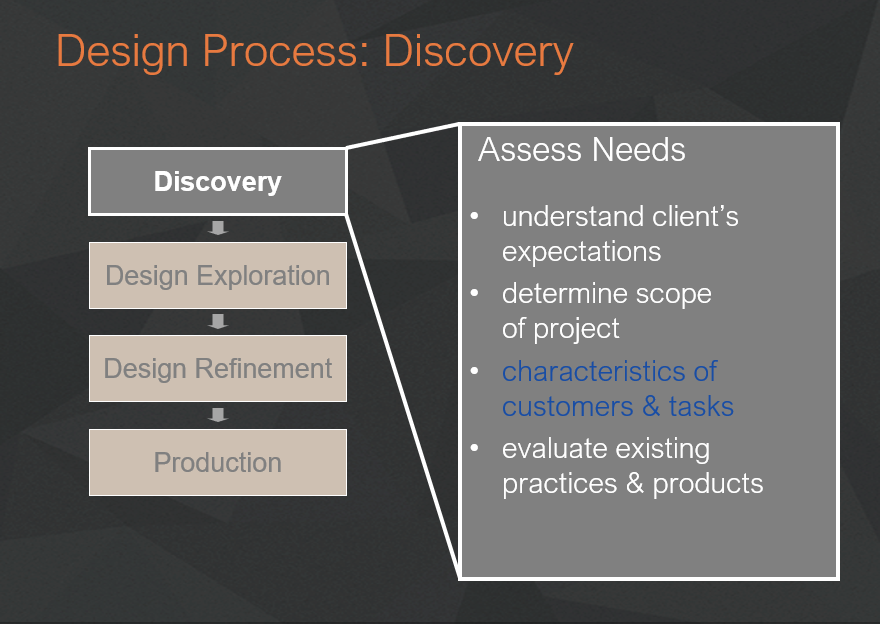 Design Process: Discovery
Discovery
Design Exploration
Design Refinement
Production
Assess Needs
• understand client’s
expectations
• determine scope
of project
• characteristics of
customers & tasks
• evaluate existing
practices & products